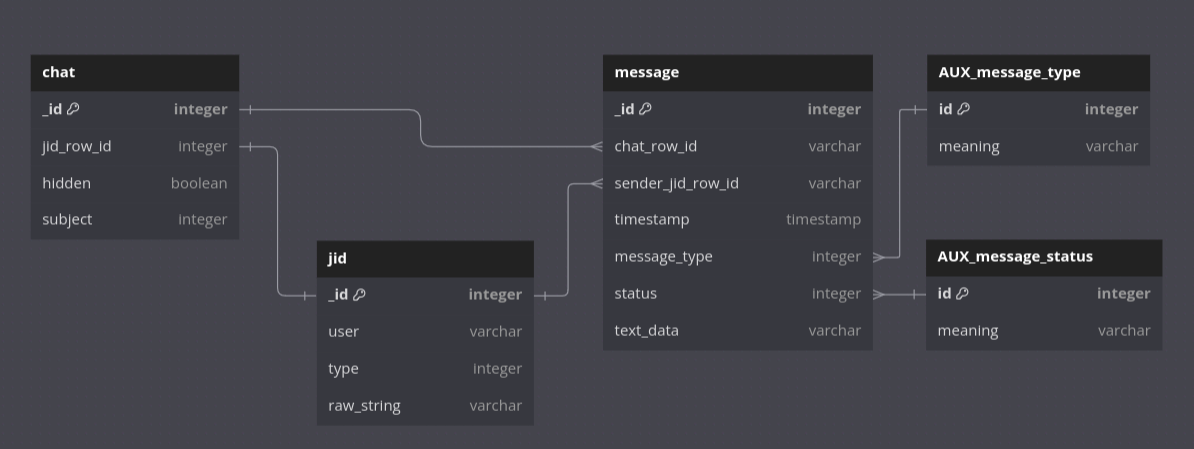 chat
_id integer
jid_row_id integer
hidden boolean
subject integer
jid
_id integer
user varchar
type integer
raw_string varchar
message
_id integer
chat_row_id varchar
sender_jid_row_id varchar
timestamp timestamp
message_type integer
status integer
text_data varchar
AUX_message_type
id integer
meaning varchar
AUX_message_status
id integer
meaning varchar